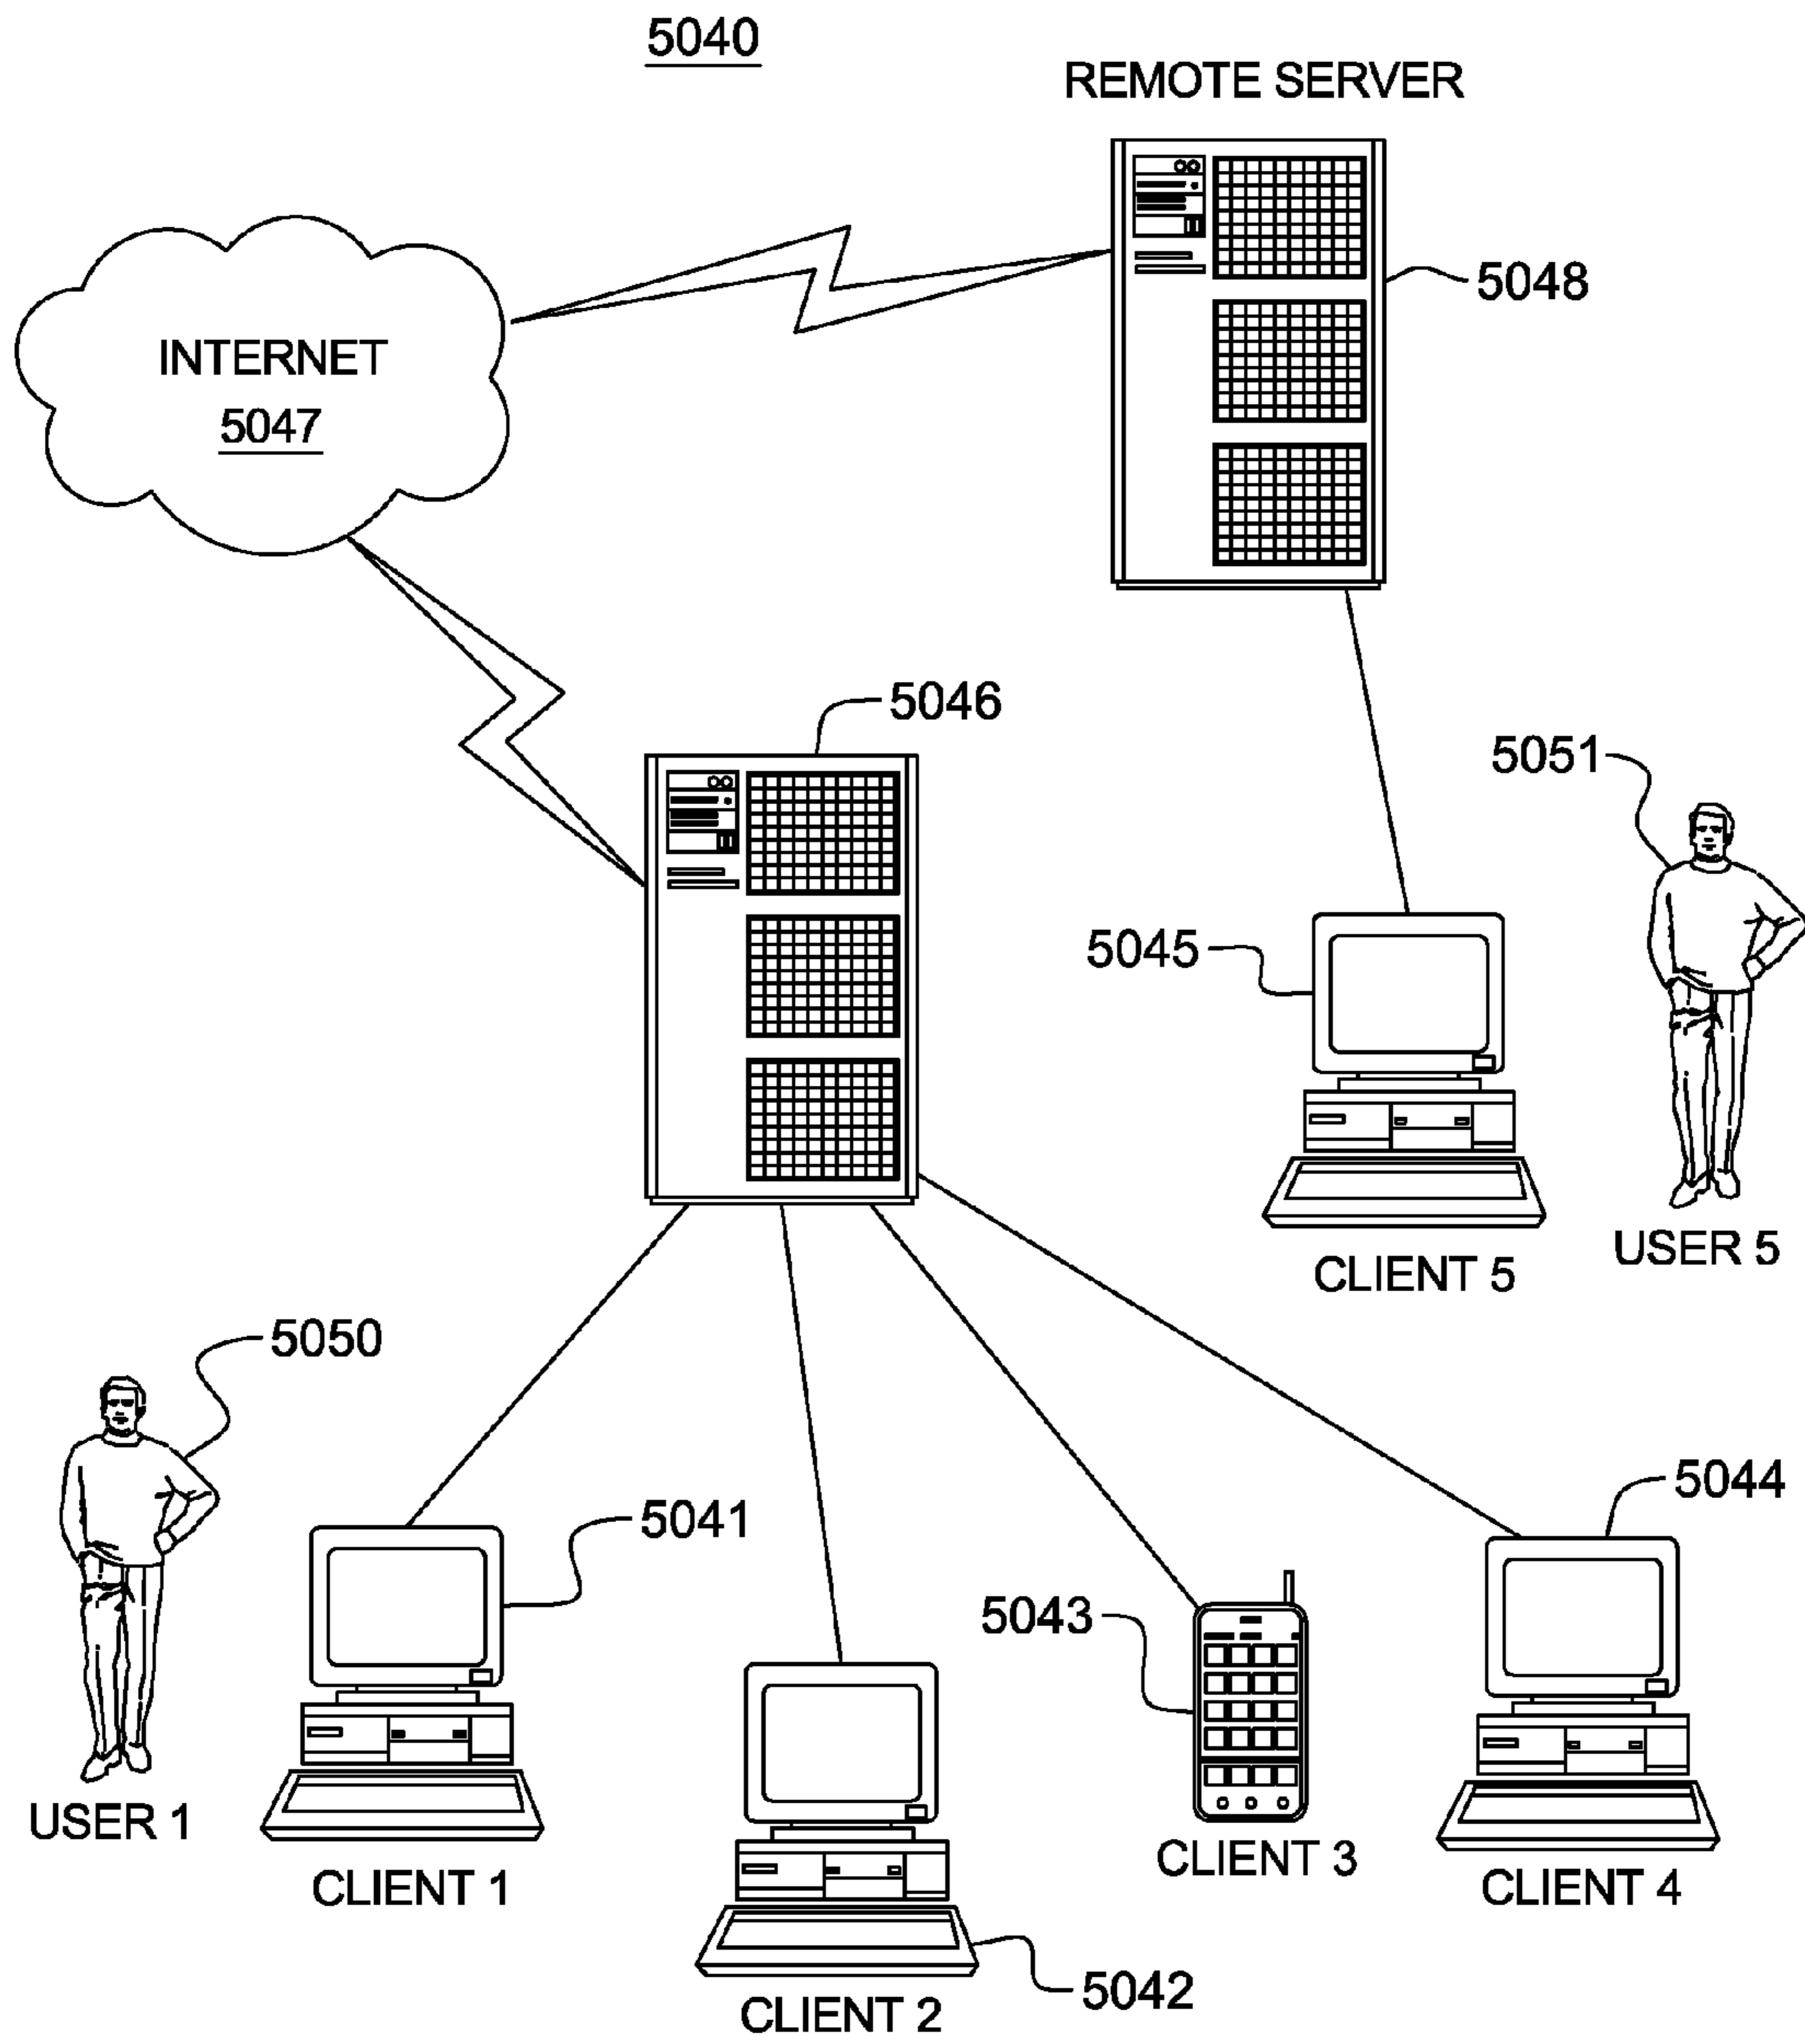 5040
REMOTE SERVER
5048
INTERNET
5047
5046
5051
5045
USER 5
CLIENT 5
5050
5044
5041
5043
USER 1
CLIENT 3
CLIENT 1
CLIENT 4
5042
CLIENT 2